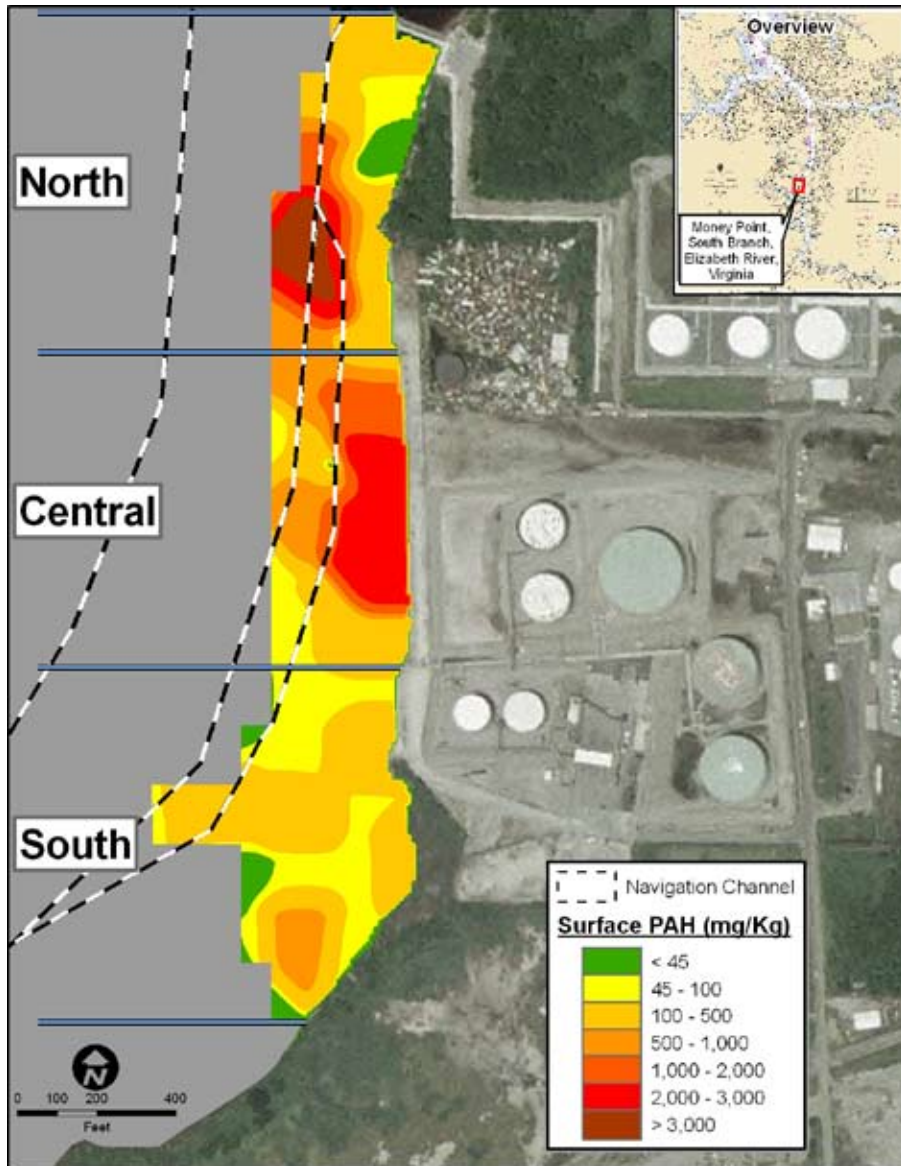 Overview
Money Point,
South Branch,
Elizabeth River,
Virginia
North
Central
South
Navigation Channel
Surface PAH (mg/Kg)
< 45
45 - 100
100 - 500
500 - 1,000
1,000 - 2,000
2,000 - 3,000
> 3,000
N
0 100 200 400
Feet